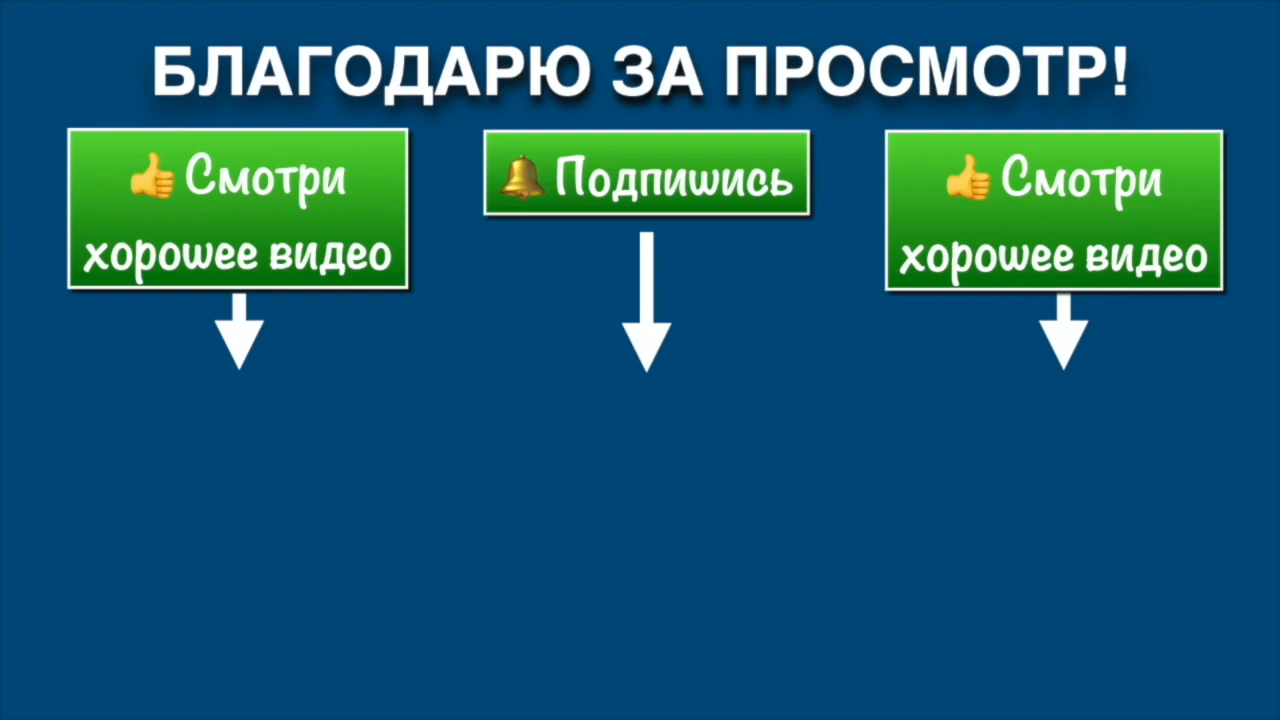 БЛАГОДАРЮ ЗА ПРОСМОТР!
👍 Смотри
хорошее видео
🔔 Подпишись
👍 Смотри
хорошее видео